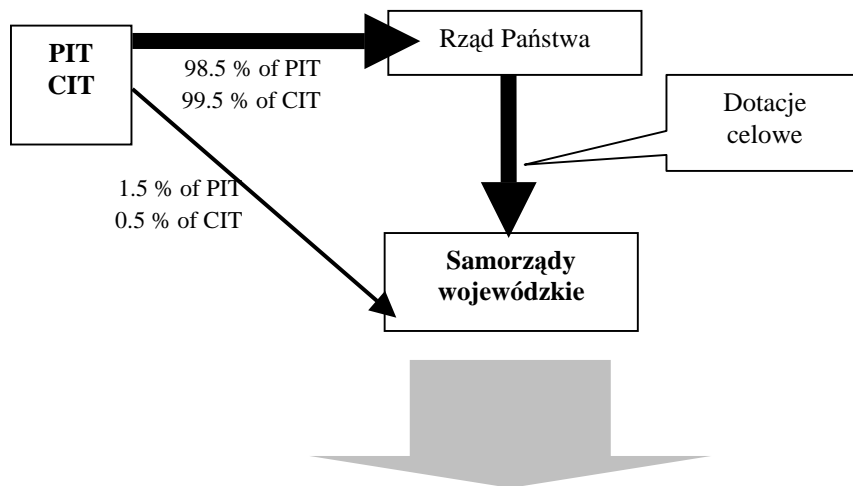 PIT
CIT
98.5 % of PIT
99.5 % of CIT
Rząd Państwa
Dotacje
celowe
1.5 % of PIT
0.5 % of CIT
Samorządy
wojewódzkie